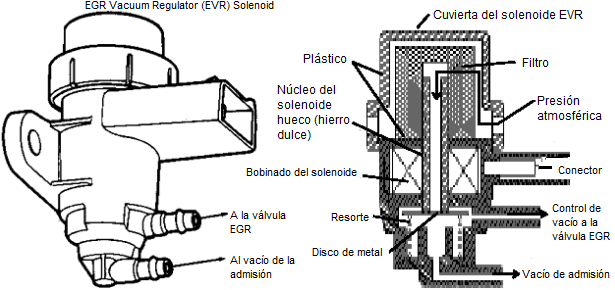 EGR Vacuum Regulator (EVR) Solenoid
A la válvula
EGR
Al vacío de la
admisión
Cuvierta del solenoide EVR
Plástico
Filtro
Núcleo del
solenoide
hueco (hierro
dulce)
Presión
atmosférica
Bobinado del solenoide
Conector
Resorte
Control de
vacío a la
válvula EGR
Disco de metal
Vacío de admisión